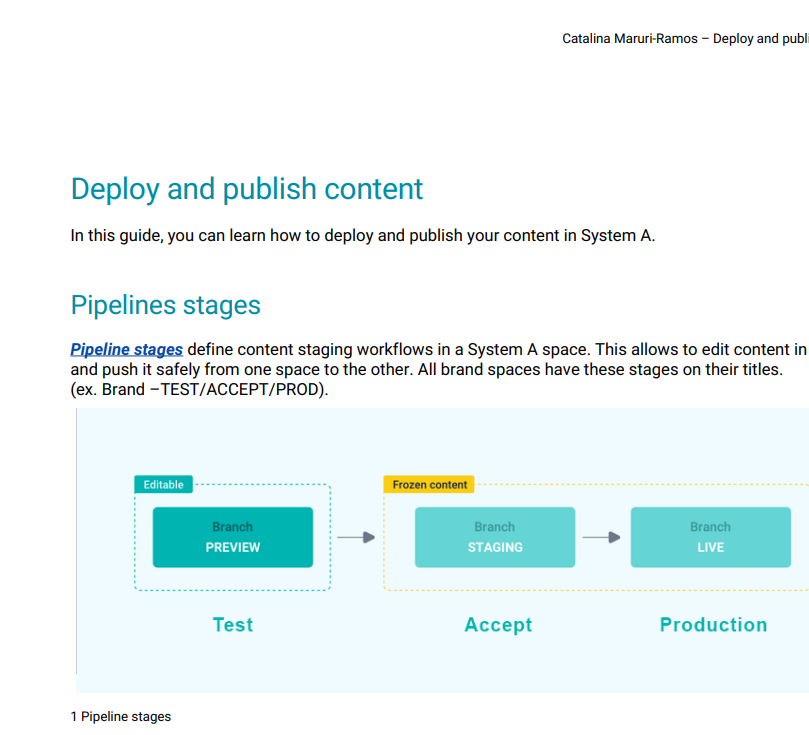 Catalina Maruri-Ramos – Deploy and publ
Deploy and publish content
In this guide, you can learn how to deploy and publish your content in System A.
Pipelines stages
Pipeline stages define content staging workflows in a System A space. This allows to edit content in
and push it safely from one space to the other. All brand spaces have these stages on their titles.
(ex. Brand –TEST/ACCEPT/PROD).
Editable
Frozen content
Branch
PREVIEW
Branch
STAGING
Branch
LIVE
Test
Accept
Production
1 Pipeline stages